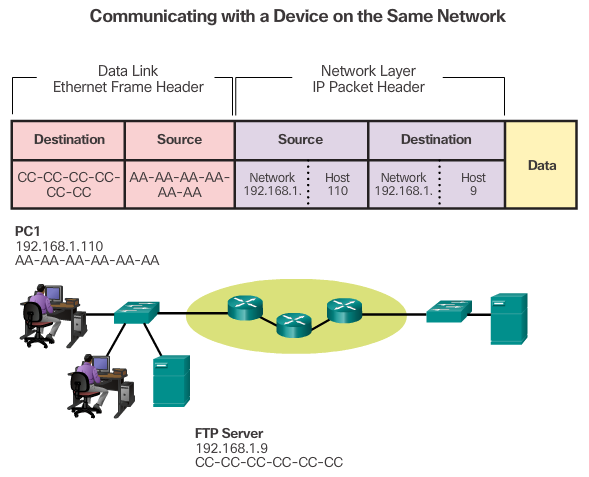 Communicating with a Device on the Same Network
Data Link
Ethernet Frame Header
Network Layer
IP Packet Header
Destination
Source
Source
Destination
Data
CC-CC-CC-CC-
CC-CC
AA-AA-AA-AA-
AA-AA
Network
192.168.1.
Host
110
Network
192.168.1.
Host
9
PC1
192.168.1.110
AA-AA-AA-AA-AA-AA
FTP Server
192.168.1.9
CC-CC-CC-CC-CC-CC